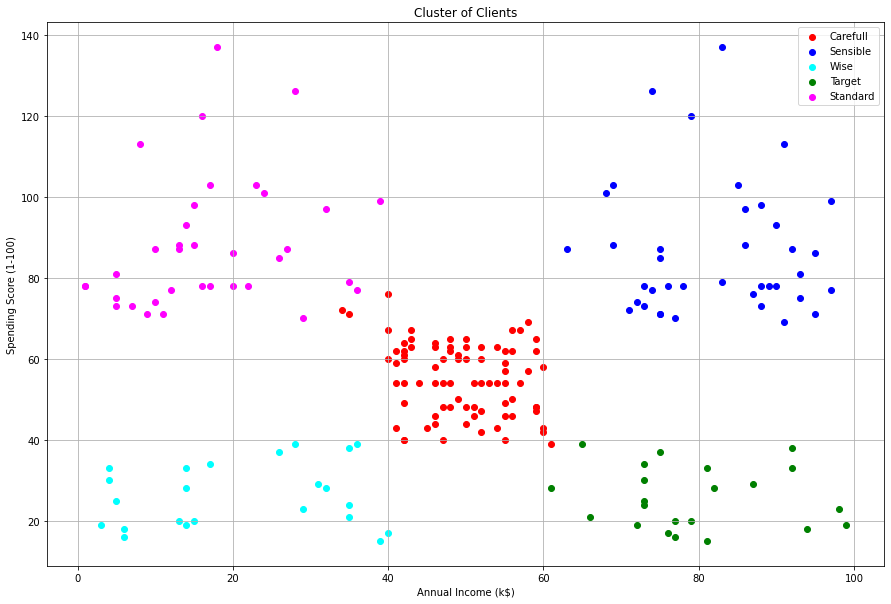 Cluster of Clients
Carefull
Sensible
Wise
Target
Standard
Spending Score (1-100)
140
120
100
80
60
40
20
0
20
40
60
80
100
Annual Income (k$)